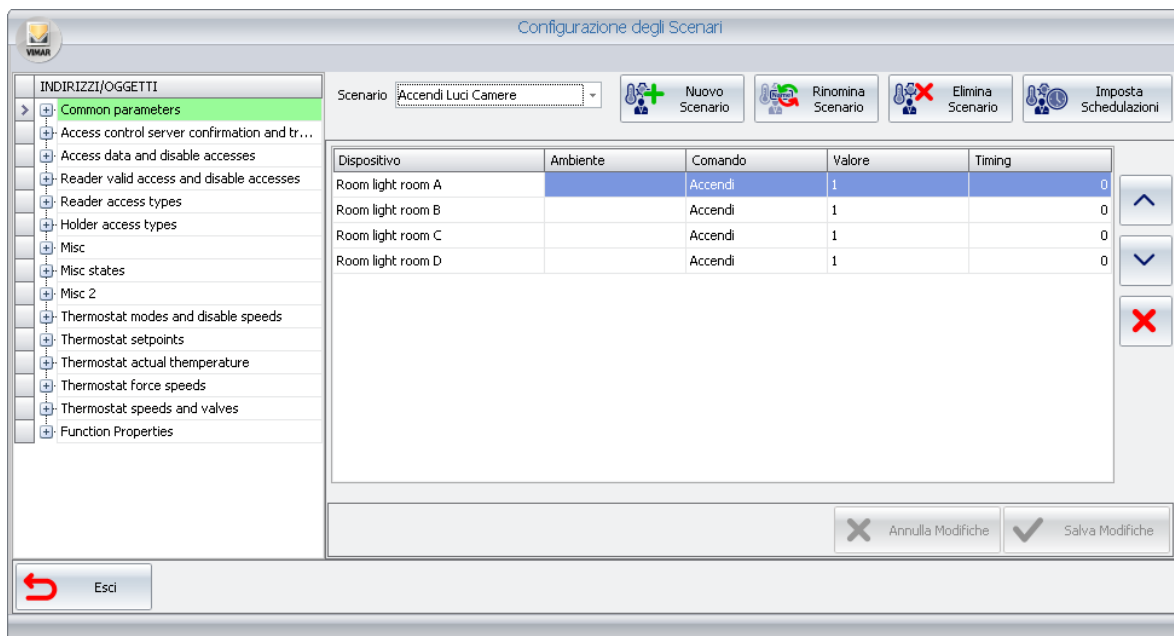 Configurazione degli Scenari
VIMAR
INDIRIZZI/OGGETTI
Common parameters
Access control server confirmation and tr...
Access data and disable accesses
Reader valid access and disable accesses
Reader access types
Holder access types
Misc
Misc states
Misc 2
Thermostat modes and disable speeds
Thermostat setpoints
Thermostat actual themperature
Thermostat force speeds
Thermostat speeds and valves
Function Properties
Scenario Accendi Luci Camere
Nuovo
Scenario
Rinomina
Scenario
Elimina
Scenario
Imposta
Schedulazioni
Dispositivo Ambiente Comando Valore Timing
Room light room A Accendi 1 0
Room light room B Accendi 1 0
Room light room C Accendi 1 0
Room light room D Accendi 1 0
Annulla Modifiche
Salva Modifiche
Esci